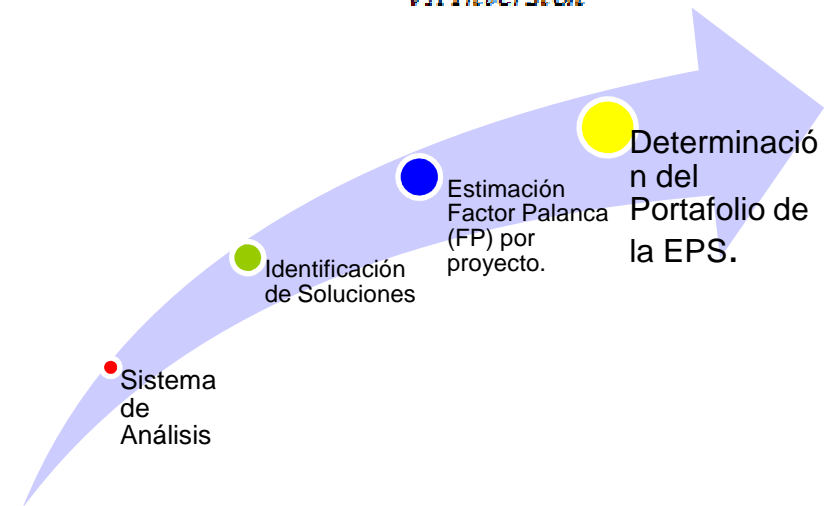 Determinació
n del
Portafolio de
la EPS.
Estimación
Factor Palanca
(FP) por
proyecto.
Identificación
de Soluciones
Sistema
de
Análisis